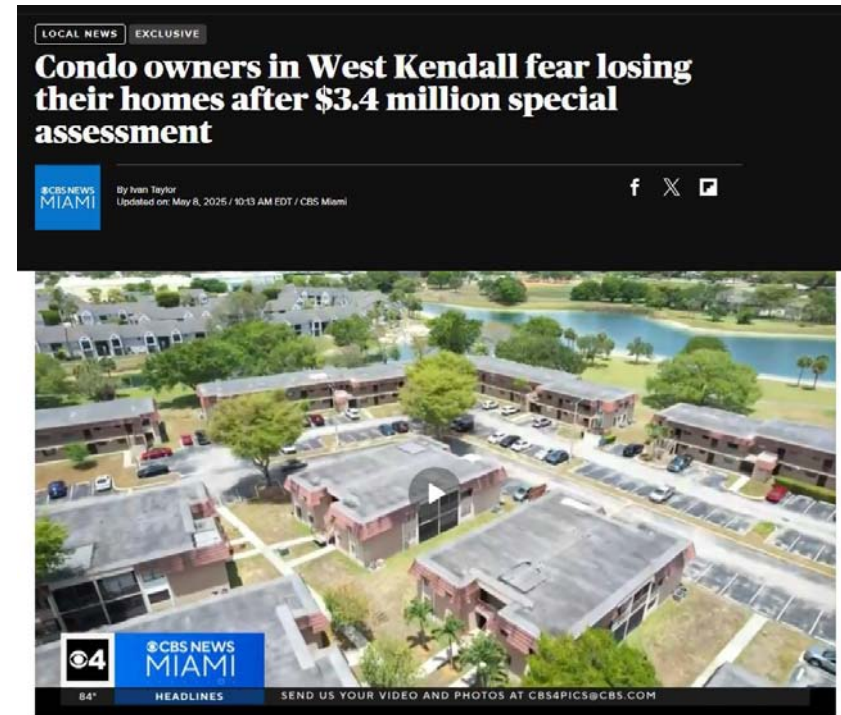 LOCAL NEWS EXCLUSIVE
Condo owners in West Kendall fear losing
their homes after $3.4 million special
assessment
CBS NEWS
MIAMI
By Ivan Taylor
Updated on: May 8, 2025 / 10:13 AM EDT / CBS Miami
4
CBS NEWS
MIAMI
84° HEADLINES SEND US YOUR VIDEO AND PHOTOS AT CBS4PICS@CBS.COM